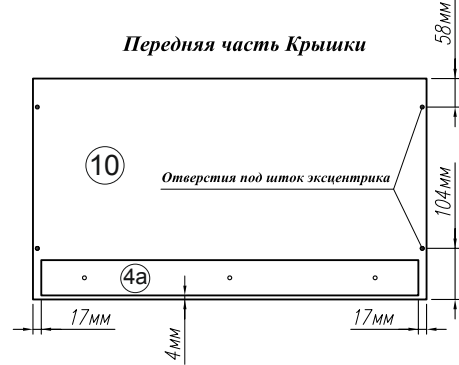 Передняя часть Крышки
58мм
10
Отверстия под шток эксцентрика
104мм
4а
17мм
17мм
4мм